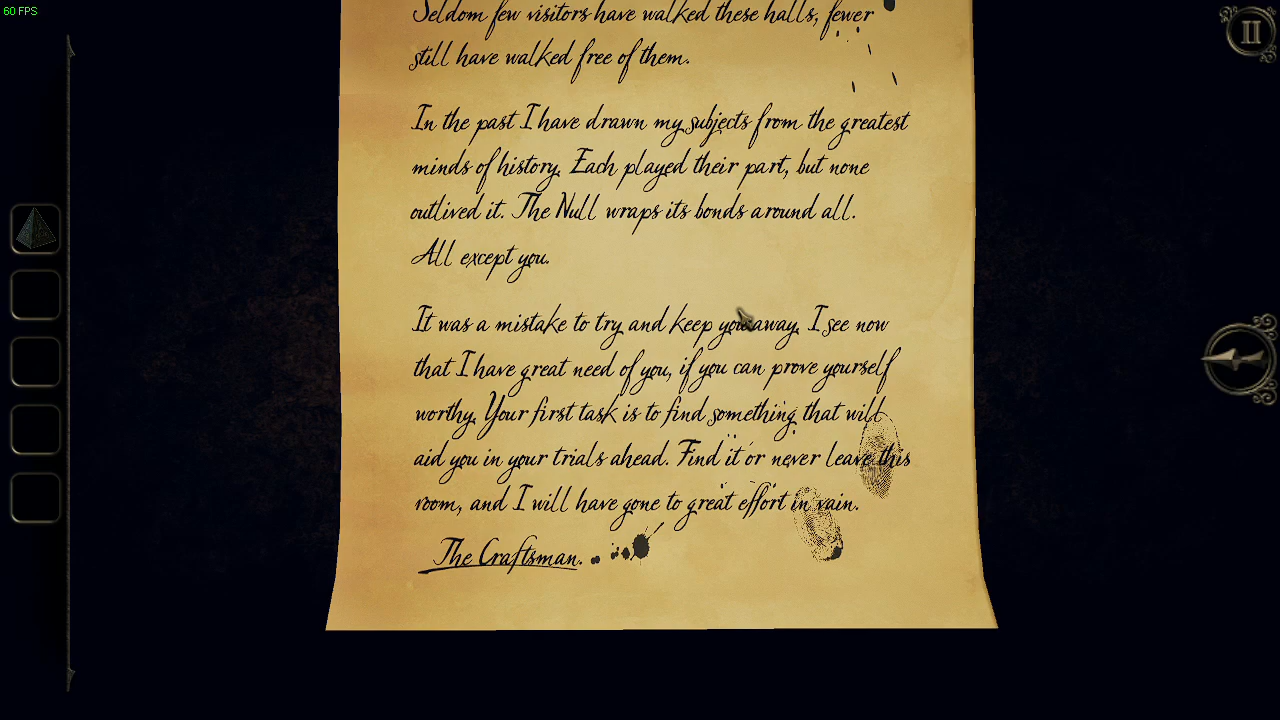 60 FPS
Seldom few visitors have walked these halls, fewer
still have walked free of them.
In the past I have drawn my subjects from the greatest
minds of history. Each played their part, but none
outlived it. The Null wraps its bonds around all.
All except you.
It was a mistake to try and keep you away. I see now
that I have great need of you, if you can prove yourself
worthy. Your first task is to find something that will
aid you in your trials ahead. Find it or never leave this
room, and I will have gone to great effort in vain.
The Craftsman.